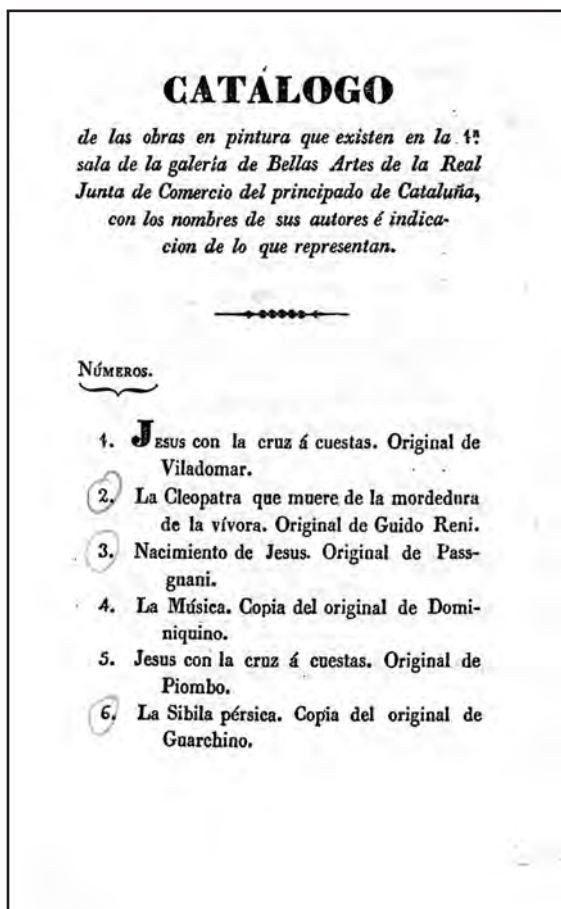 CATÁLOGO
de las obras en pintura que existen en la 1.ª
sala de la galería de Bellas Artes de la Real
Junta de Comercio del principado de Cataluña,
con los nombres de sus autores é indica-
cion de lo que representan.
NÚMEROS.
1. JESUS con la cruz á cuestas. Original de
Viladomar.
2. La Cleopatra que muere de la mordedura
de la vívora. Original de Guido Reni.
3. Nacimiento de Jesus. Original de Pass-
gnani.
4. La Música. Copia del original de Domi-
niquino.
5. Jesus con la cruz á cuestas. Original de
Piombo.
6. La Sibila pérsica. Copia del original de
Guarchino.